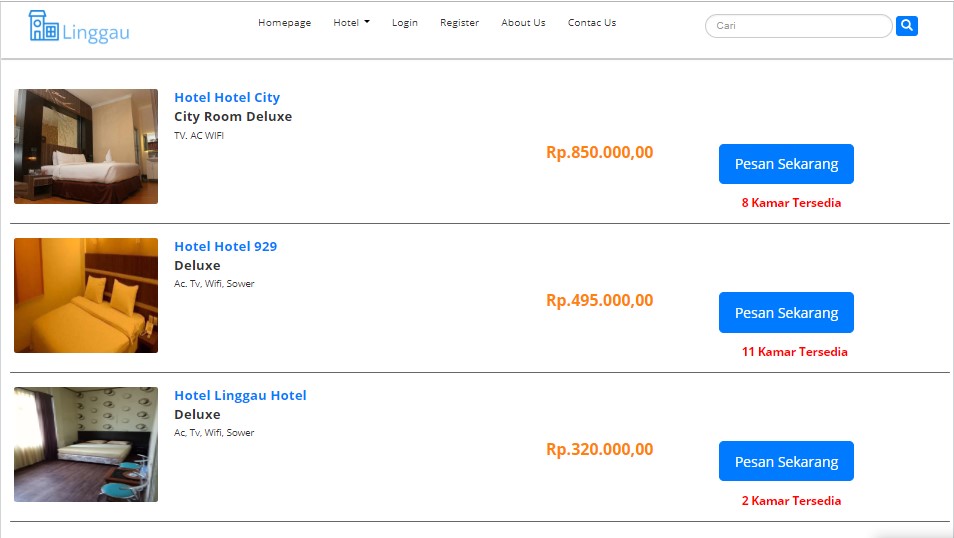 Linggau
Homepage Hotel Login Register About Us Contac Us
Cari
Hotel Hotel City
City Room Deluxe
TV. AC WIFI
Rp.850.000,00
Pesan Sekarang
8 Kamar Tersedia
Hotel Hotel 929
Deluxe
Ac. Tv, Wifi, Sower
Rp.495.000,00
Pesan Sekarang
11 Kamar Tersedia
Hotel Linggau Hotel
Deluxe
Ac, Tv, Wifi, Sower
Rp.320.000,00
Pesan Sekarang
2 Kamar Tersedia